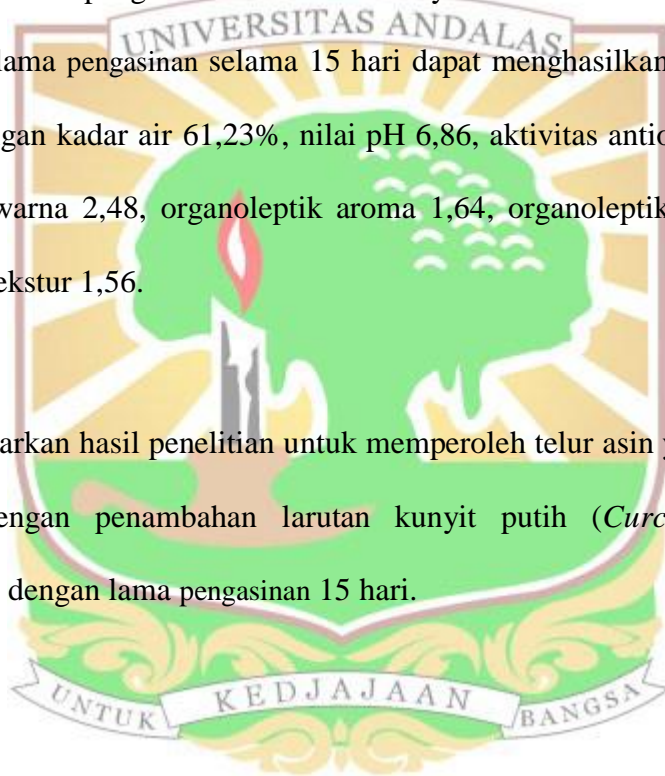 UNIVERSITAS ANDALAS
lama pengasinan selama 15 hari dapat menghasilkan
gan kadar air 61,23%, nilai pH 6,86, aktivitas antio
warna 2,48, organoleptik aroma 1,64, organoleptik
ekstur 1,56.
arkan hasil penelitian untuk memperoleh telur asin y
engan penambahan larutan kunyit putih (Curc
dengan lama pengasinan 15 hari.
UNTUK KEDJAJAAN BANGSA